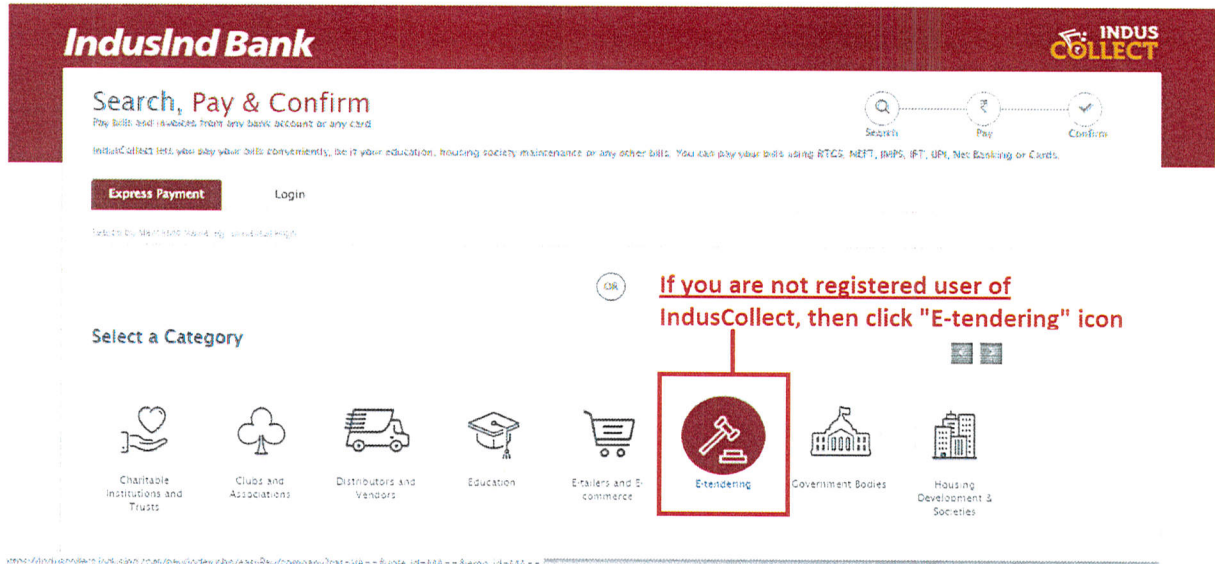 IndusInd Bank
INDUS
COLLECT
Search, Pay & Confirm
Pay bills and invoices from any bank account or any card
Search
Pay
Confirm
IndusCollect lets you pay your bills conveniently, be it your education, housing society maintenance or any other bills. You can pay your bills using RTGS, NEFT, IMPS, IFT, UPI, Net Banking or Cards.
Express Payment
Login
OR
If you are not registered user of
IndusCollect, then click "E-tendering" icon
Select a Category
Charitable
Institutions and
Trusts
Clubs and
Associations
Distributors and
Vendors
Education
E-tailers and E-
commerce
E-tendering
Government Bodies
Housing
Development &
Societies